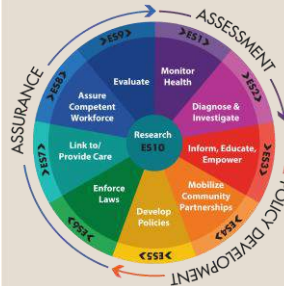 ASSESSMENT
POLICY DEVELOPMENT
ASSURANCE
ES1
Monitor
Health
ES2
Diagnose &
Investigate
ES3
Inform, Educate,
Empower
ES4
Mobilize
Community
Partnerships
ES5
Develop
Policies
ES6
Enforce
Laws
ES7
Link to/
Provide Care
ES8
Assure
Competent
Workforce
ES9
Evaluate
Research
ES10